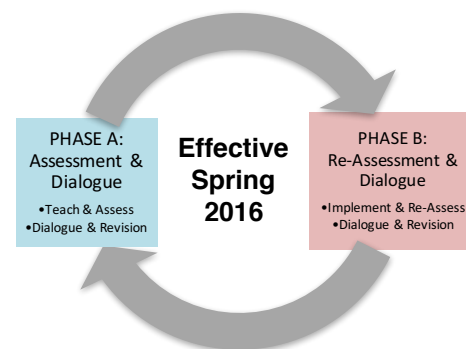 PHASE A:
Assessment &
Dialogue
•Teach & Assess
•Dialogue & Revision
Effective
Spring
2016
PHASE B:
Re-Assessment &
Dialogue
•Implement & Re-Assess
•Dialogue & Revision